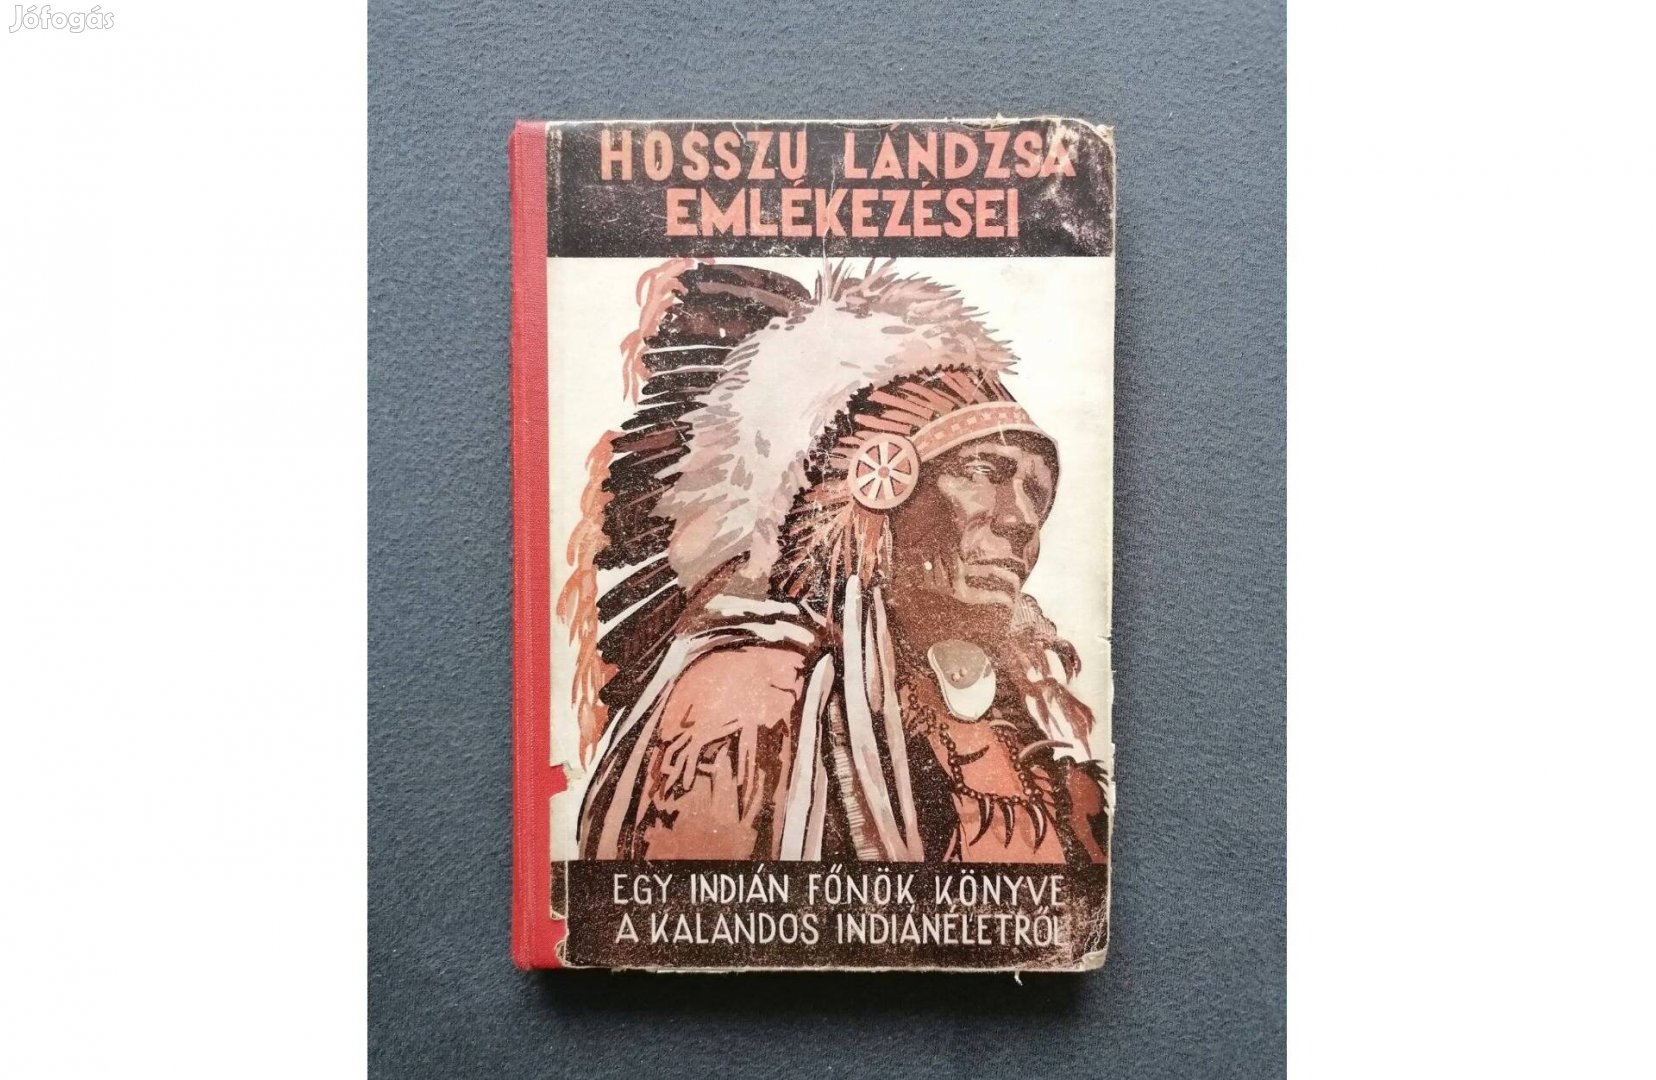 Jófogás
HOSSZU LÁNDZSA
EMLÉKEZÉSEI
EGY INDIÁN FŐNÖK KÖNYVE
A KALANDOS INDIÁNÉLETRŐL